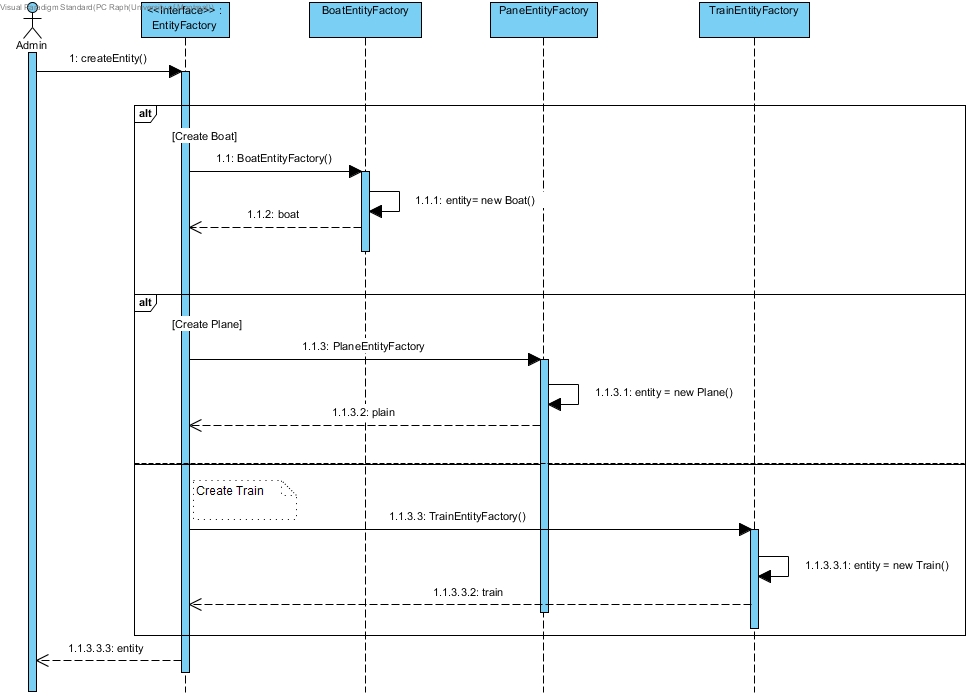 Visual Paradigm Standard(PC Raph(Univers
<<Interface>> :
EntityFactory
BoatEntityFactory
PaneEntityFactory
TrainEntityFactory
Admin
1: createEntity()
alt
[Create Boat]
1.1: BoatEntityFactory()
1.1.1: entity= new Boat()
1.1.2: boat
alt
[Create Plane]
1.1.3: PlaneEntityFactory
1.1.3.1: entity = new Plane()
1.1.3.2: plain
Create Train
1.1.3.3: TrainEntityFactory()
1.1.3.3.1: entity = new Train()
1.1.3.3.2: train
1.1.3.3.3: entity